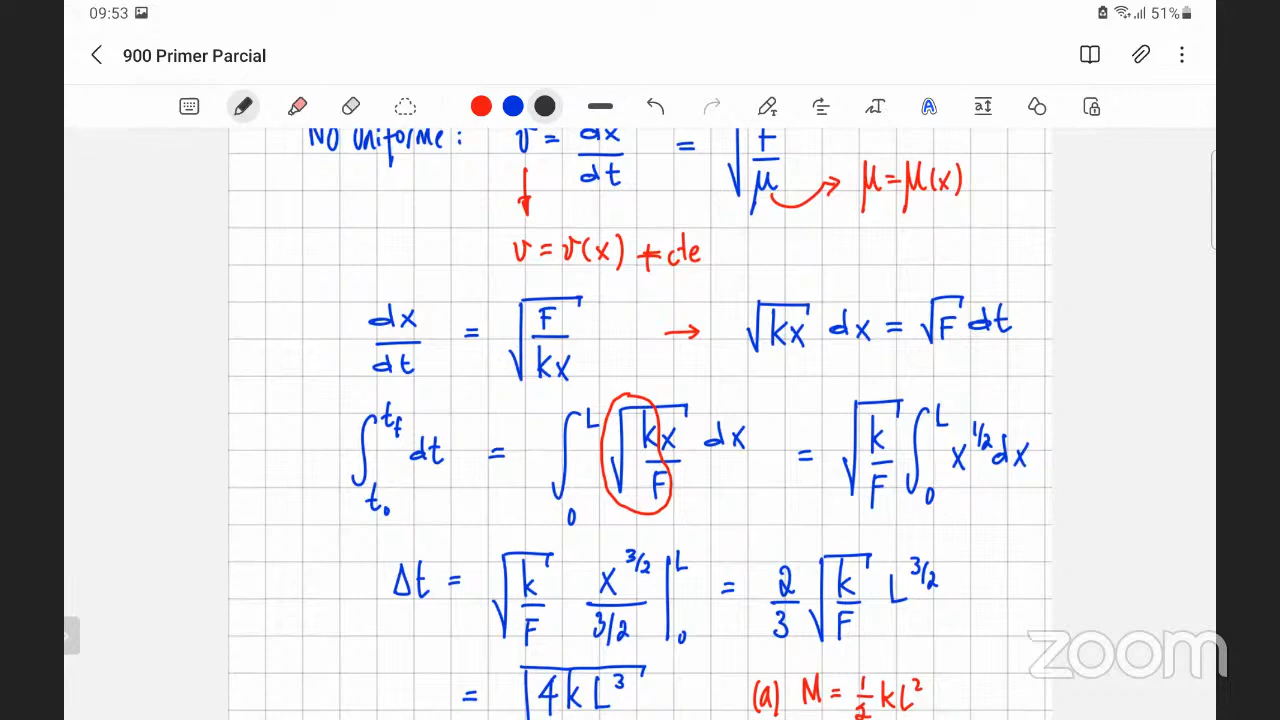 09:53 51%
900 Primer Parcial
No Uniforme: v = dx/dt = √(F/μ) → μ = μ(x)
v = v(x) ≠ cte
dx/dt = √(F/kx) → √kx dx = √F dt
∫_{t₀}^{t_f} dt = ∫_0^L √(kx/F) dx = √(k/F) ∫_0^L x^{1/2} dx
Δt = √(k/F) x^{3/2}/(3/2) |_0^L = 2/3 √(k/F) L^{3/2}
zoom
= √(4kL³ (a) M = 1/2 kL²